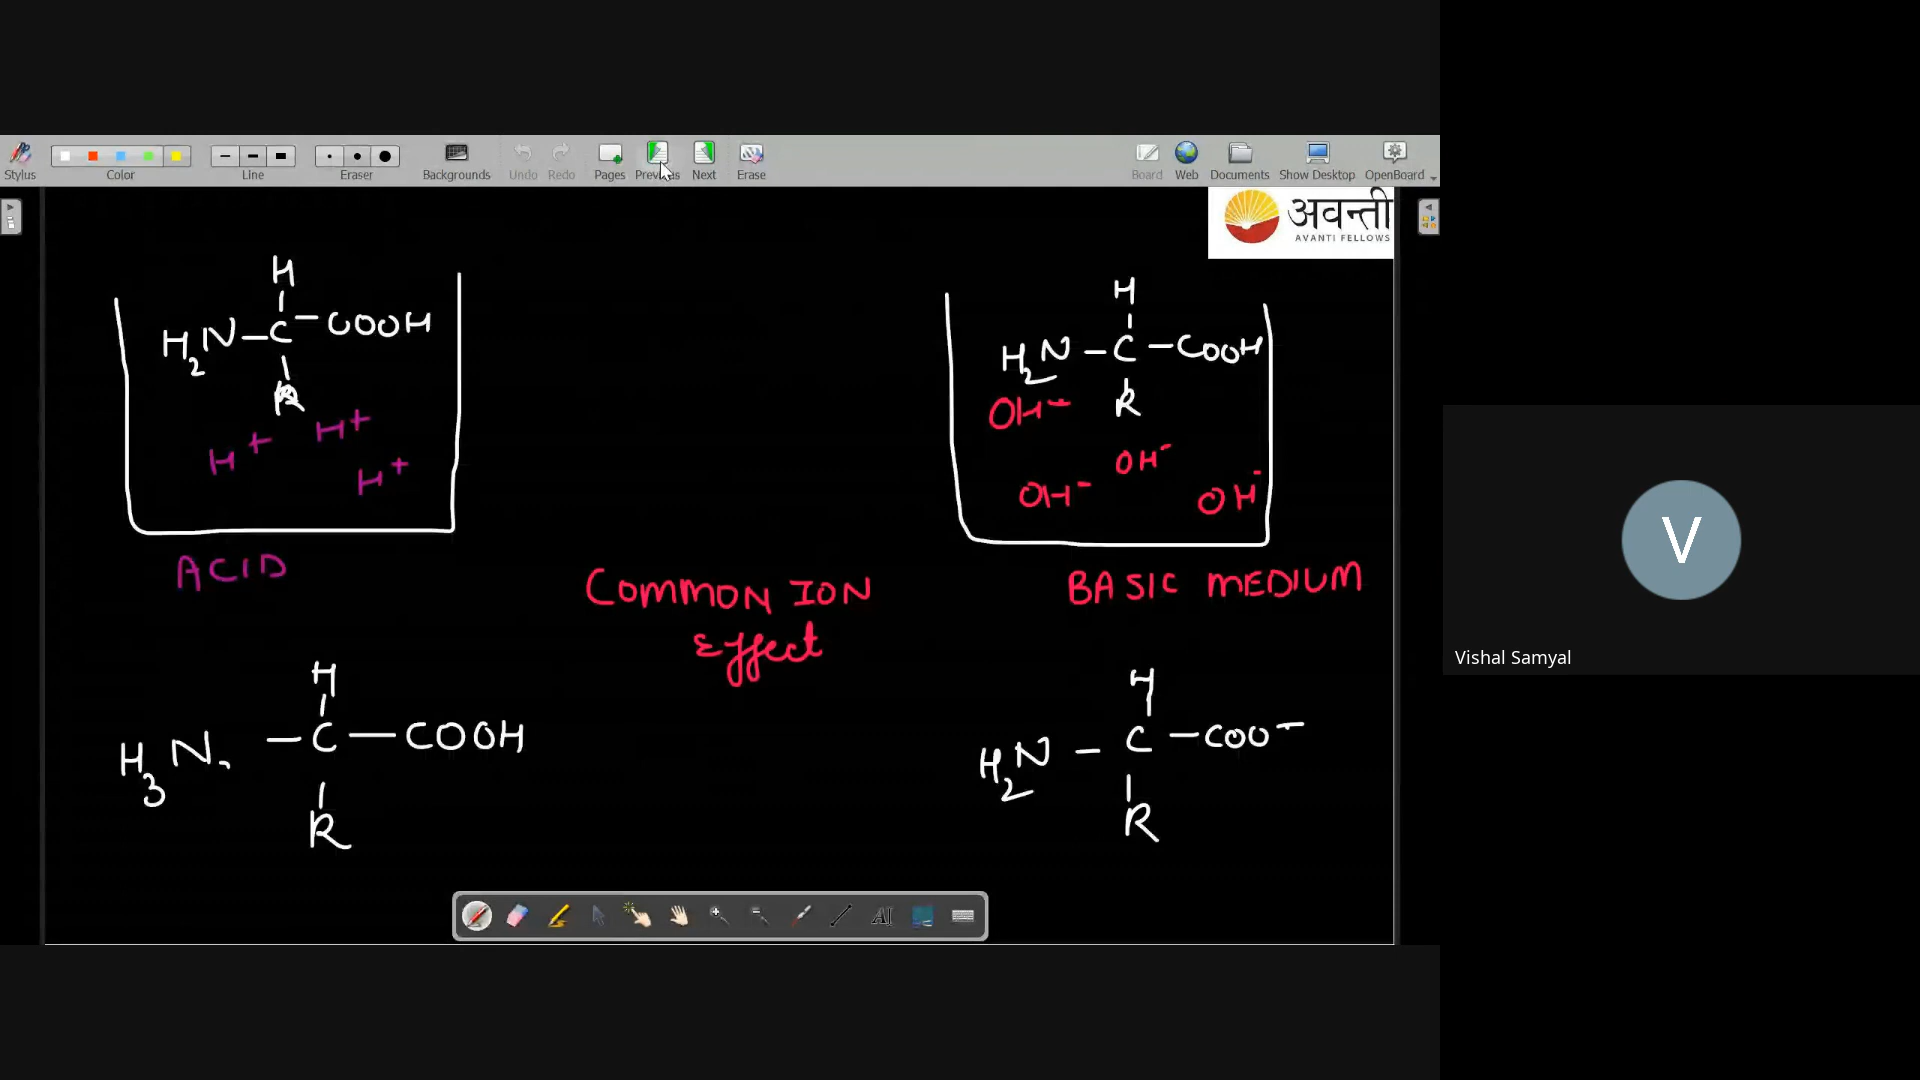 Stylus
Color
Line
Eraser
Backgrounds
Undo
Redo
Pages
Previous
Next
Erase
Board
Web
Documents
Show Desktop
OpenBoard
अवन्ती
AVANTI FELLOWS
H
H₂N – C – COOH
R
H⁺ H⁺
H⁺
ACID
H
H₂N – C – COOH
R
OH⁻
OH⁻
OH⁻ OH⁻
BASIC MEDIUM
COMMON ION
Effect
H
H₃N – C – COOH
R
H
H₂N – C – COO⁻
R
V
Vishal Samyal